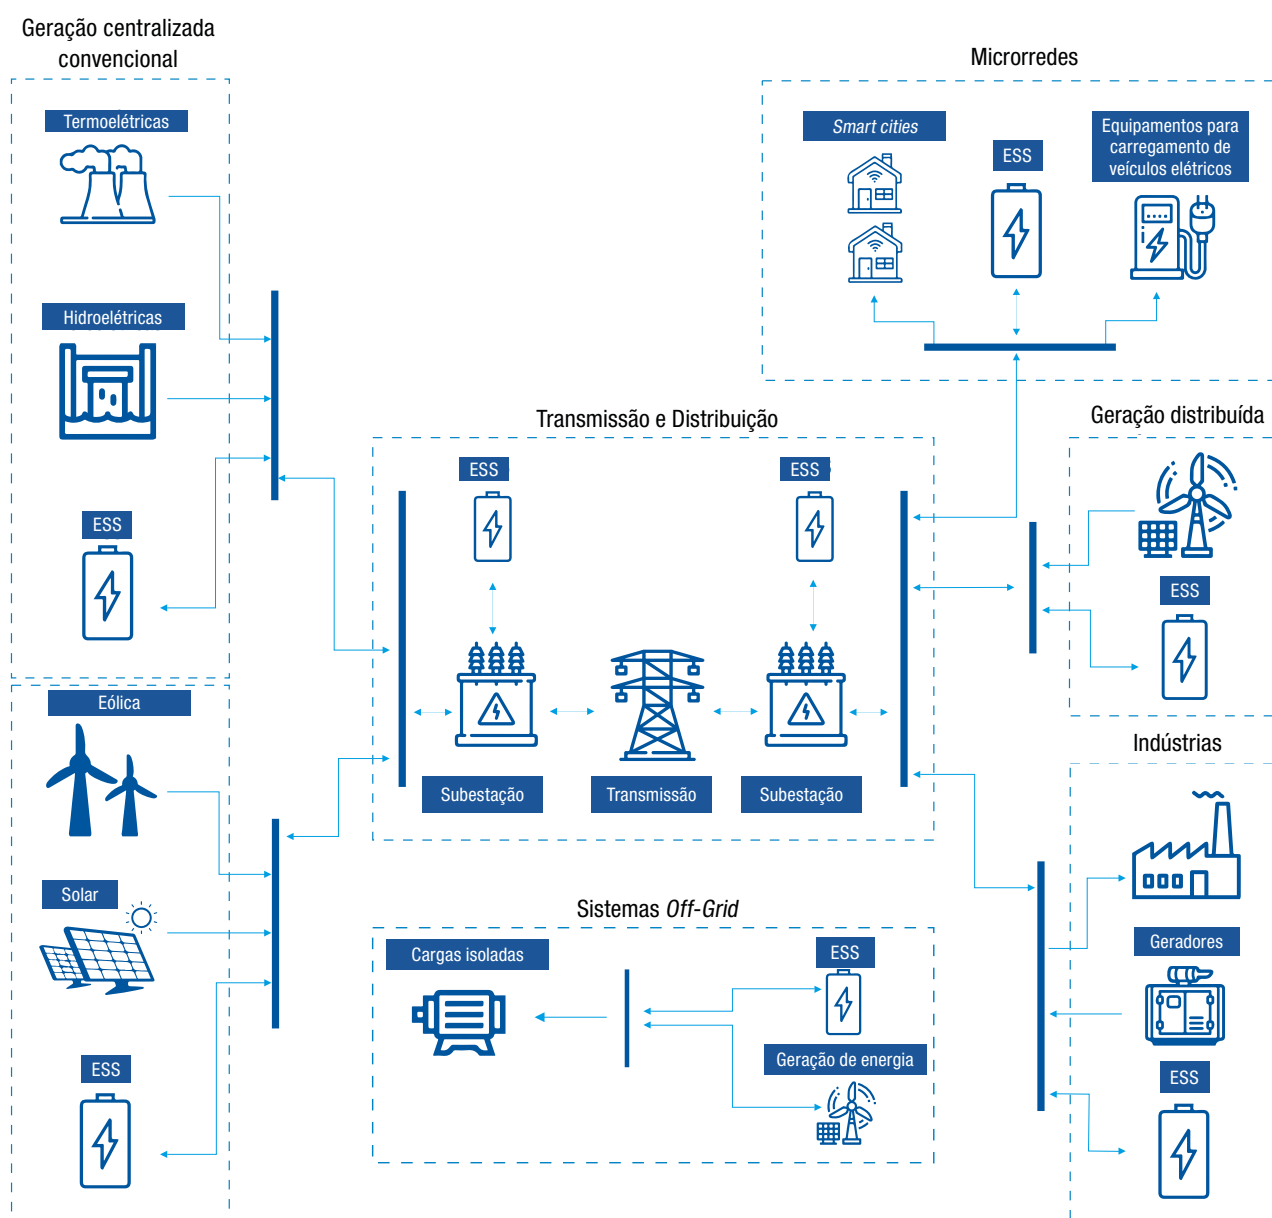 Geração centralizada
convencional
Termoelétricas
Hidroelétricas
ESS
Eólica
Solar
ESS
Transmissão e Distribuição
ESS
ESS
Subestação
Transmissão
Subestação
Sistemas Off-Grid
Cargas isoladas
ESS
Geração de energia
Microrredes
Smart cities
ESS
Equipamentos para
carregamento de
veículos elétricos
Geração distribuída
ESS
Indústrias
Geradores
ESS